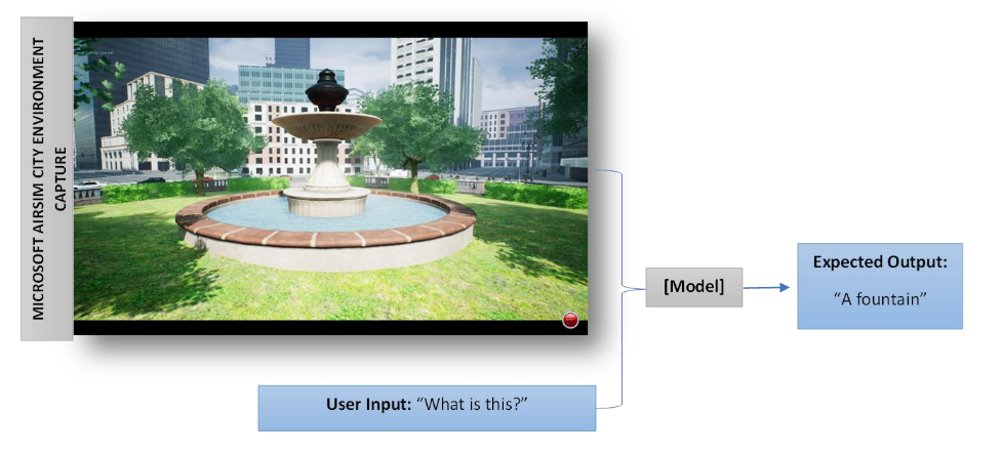 MICROSOFT AIRSIM CITY ENVIRONMENT
CAPTURE
[Model]
Expected Output:
“A fountain”
User Input: “What is this?”